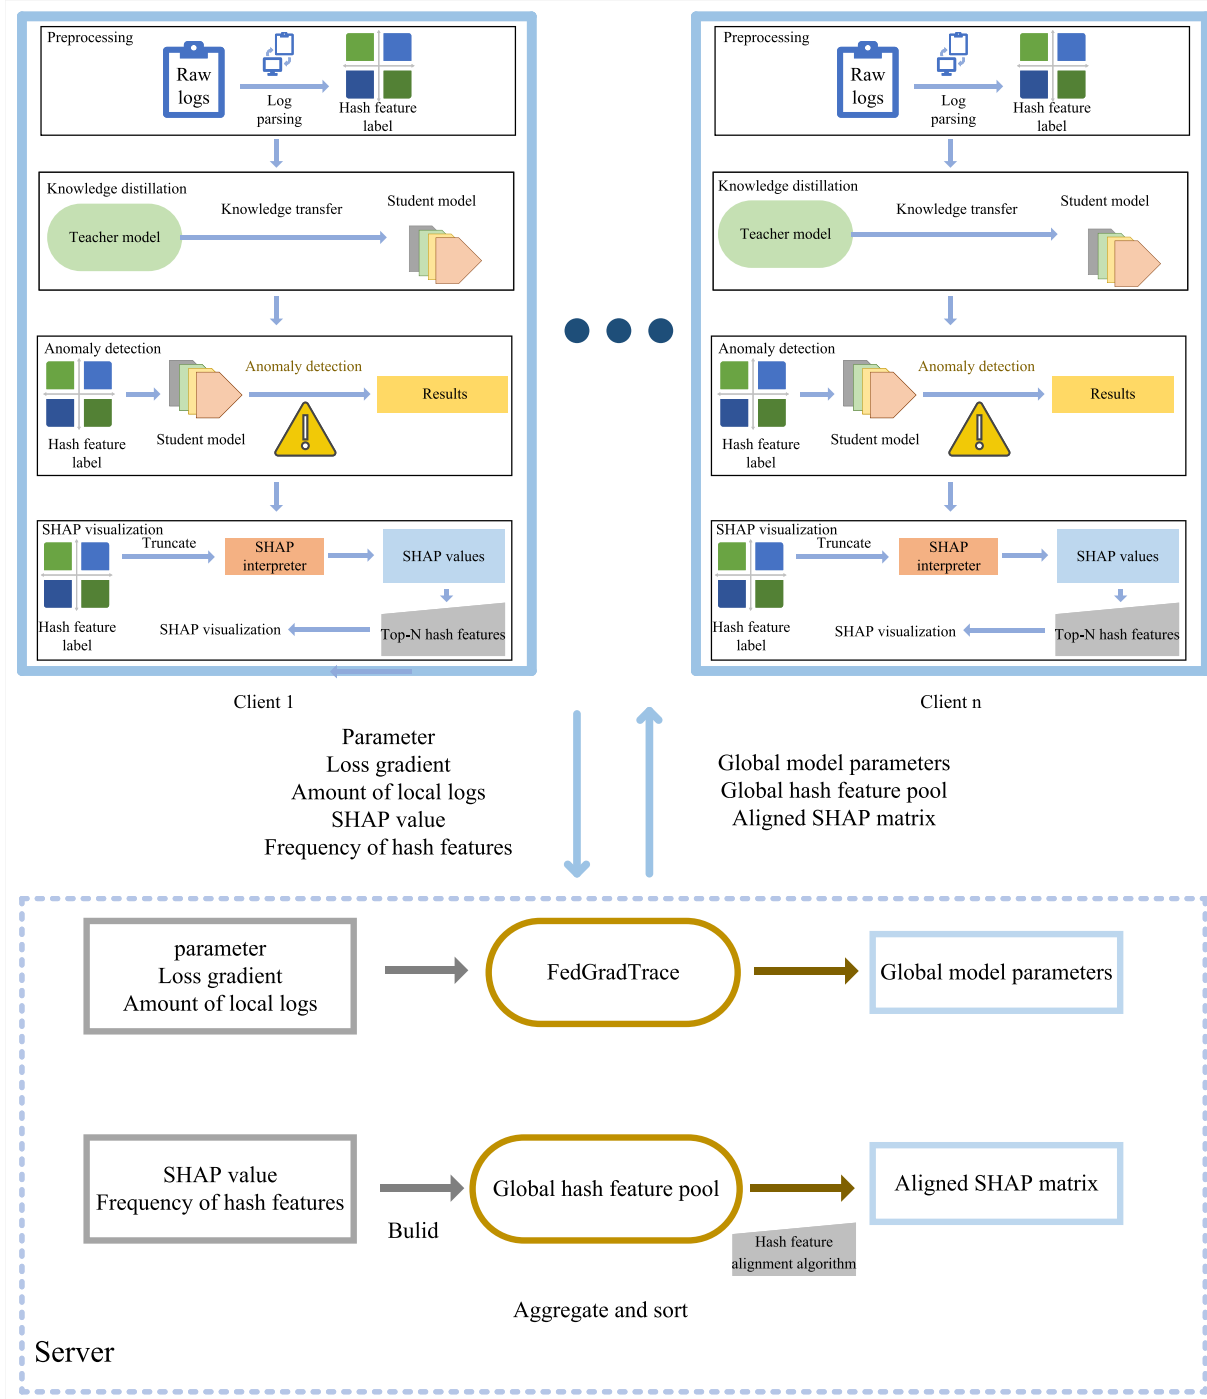 Preprocessing
Raw
logs
Log
parsing
Hash feature
label
Knowledge distillation
Teacher model
Knowledge transfer
Student model
Anomaly detection
Hash feature
label
Student model
Anomaly detection
Results
SHAP visualization
Truncate
SHAP
interpreter
SHAP values
Hash feature
label
SHAP visualization
Top-N hash features
Client 1
Preprocessing
Raw
logs
Log
parsing
Hash feature
label
Knowledge distillation
Teacher model
Knowledge transfer
Student model
Anomaly detection
Hash feature
label
Student model
Anomaly detection
Results
SHAP visualization
Truncate
SHAP
interpreter
SHAP values
Hash feature
label
SHAP visualization
Top-N hash features
Client n
Parameter
Loss gradient
Amount of local logs
SHAP value
Frequency of hash features
Global model parameters
Global hash feature pool
Aligned SHAP matrix
parameter
Loss gradient
Amount of local logs
FedGradTrace
Global model parameters
SHAP value
Frequency of hash features
Bulid
Global hash feature pool
Hash feature
alignment algorithm
Aligned SHAP matrix
Aggregate and sort
Server